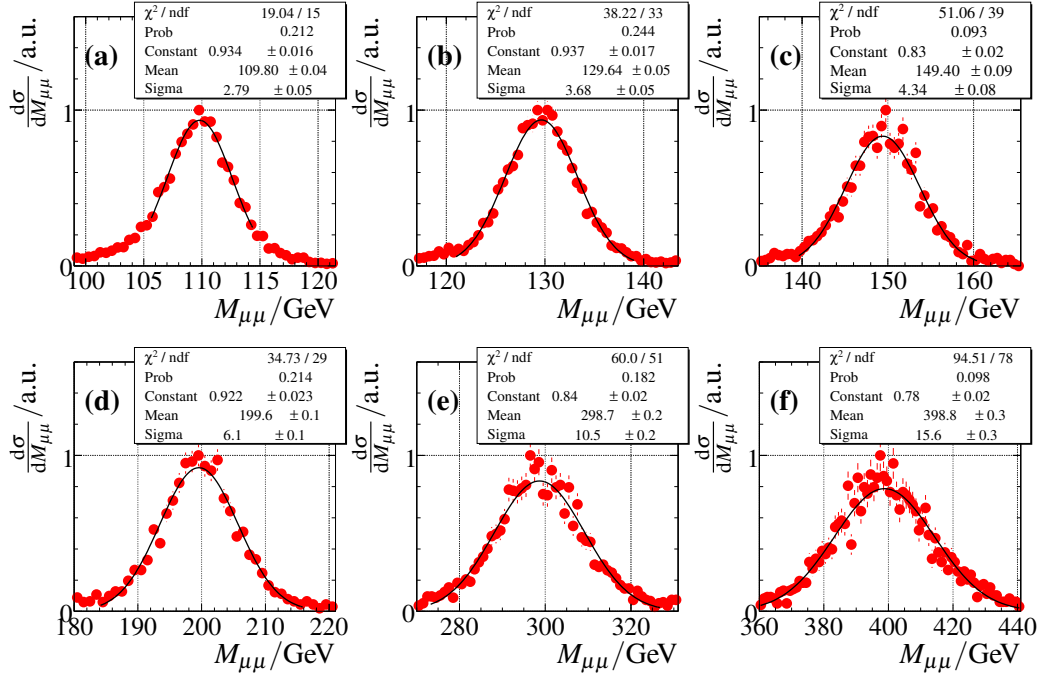 (a)
χ² / ndf 19.04 / 15
Prob 0.212
Constant 0.934 ± 0.016
Mean 109.80 ± 0.04
Sigma 2.79 ± 0.05
dσ/dMμμ / a.u.
1
0
100 105 110 115 120
Mμμ/GeV
(b)
χ² / ndf 38.22 / 33
Prob 0.244
Constant 0.937 ± 0.017
Mean 129.64 ± 0.05
Sigma 3.68 ± 0.05
dσ/dMμμ / a.u.
1
0
120 130 140
Mμμ/GeV
(c)
χ² / ndf 51.06 / 39
Prob 0.093
Constant 0.83 ± 0.02
Mean 149.40 ± 0.09
Sigma 4.34 ± 0.08
dσ/dMμμ / a.u.
1
0
140 150 160
Mμμ/GeV
(d)
χ² / ndf 34.73 / 29
Prob 0.214
Constant 0.922 ± 0.023
Mean 199.6 ± 0.1
Sigma 6.1 ± 0.1
dσ/dMμμ / a.u.
1
0
180 190 200 210 220
Mμμ/GeV
(e)
χ² / ndf 60.0 / 51
Prob 0.182
Constant 0.84 ± 0.02
Mean 298.7 ± 0.2
Sigma 10.5 ± 0.2
dσ/dMμμ / a.u.
1
0
280 300 320
Mμμ/GeV
(f)
χ² / ndf 94.51 / 78
Prob 0.098
Constant 0.78 ± 0.02
Mean 398.8 ± 0.3
Sigma 15.6 ± 0.3
dσ/dMμμ / a.u.
1
0
360 380 400 420 440
Mμμ/GeV